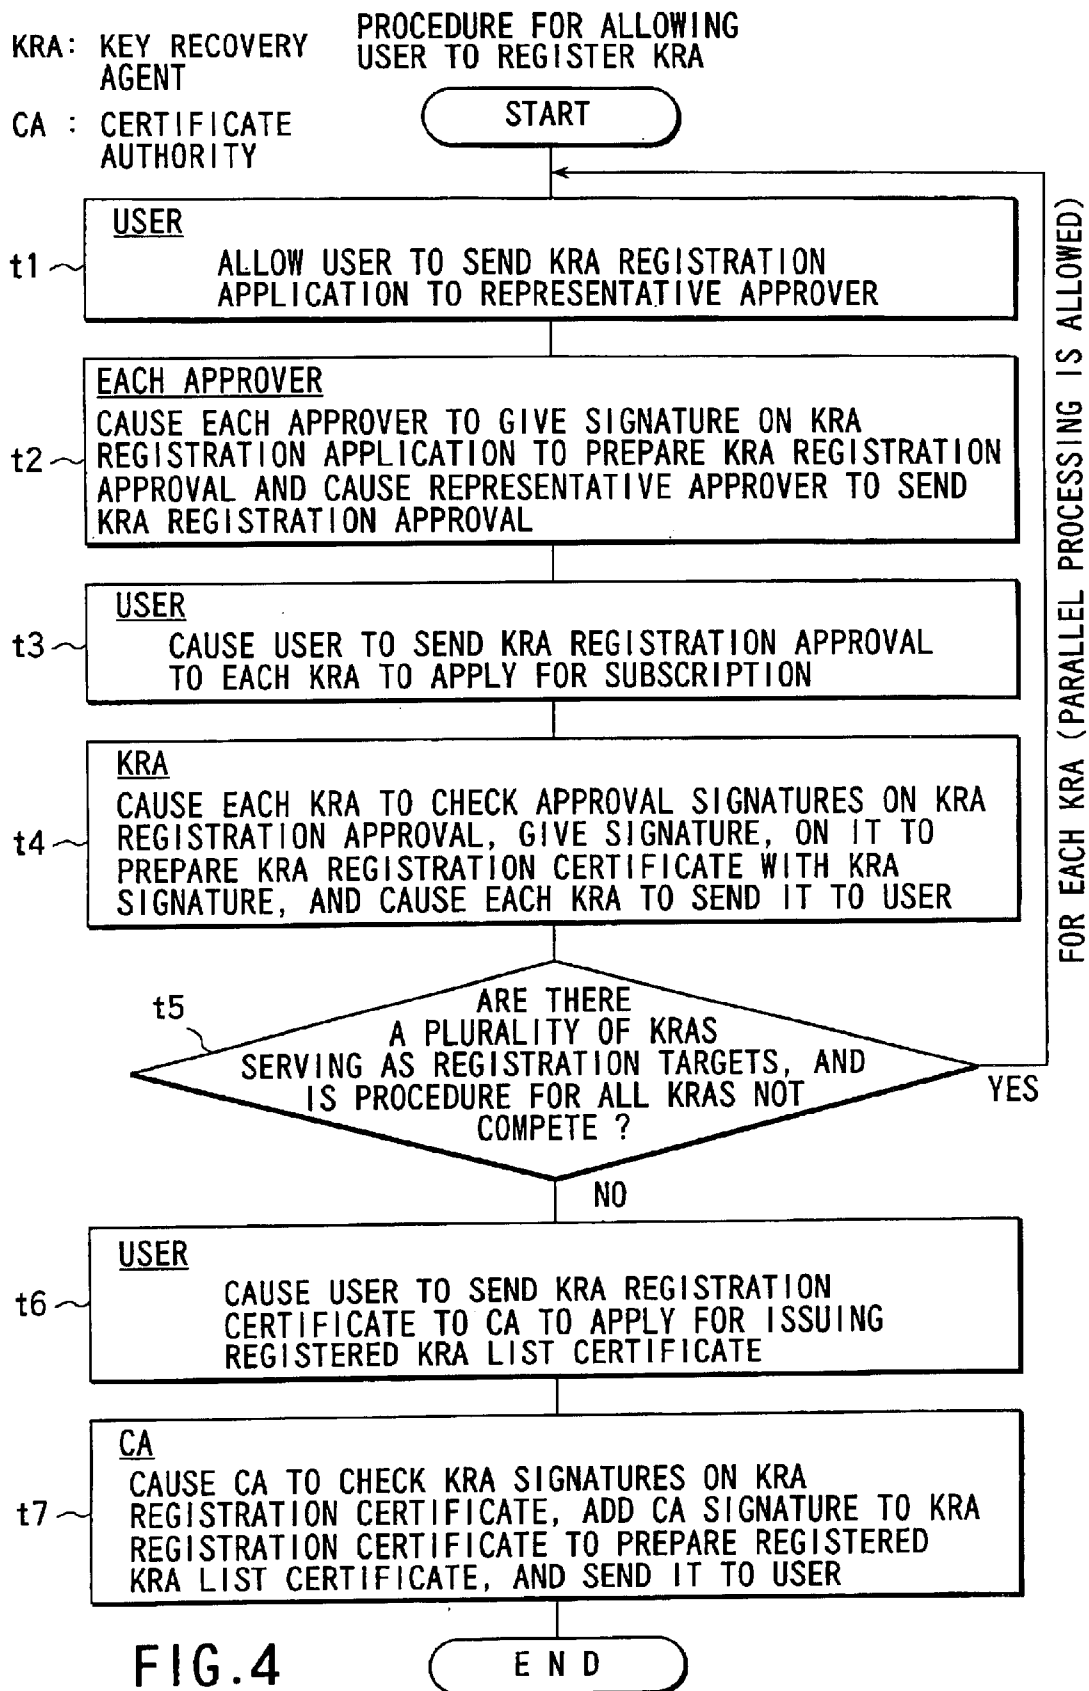 PROCEDURE FOR ALLOWING
USER TO REGISTER KRA
KRA: KEY RECOVERY
AGENT
CA : CERTIFICATE
AUTHORITY
START
t1
USER
ALLOW USER TO SEND KRA REGISTRATION
APPLICATION TO REPRESENTATIVE APPROVER
t2
EACH APPROVER
CAUSE EACH APPROVER TO GIVE SIGNATURE ON KRA
REGISTRATION APPLICATION TO PREPARE KRA REGISTRATION
APPROVAL AND CAUSE REPRESENTATIVE APPROVER TO SEND
KRA REGISTRATION APPROVAL
t3
USER
CAUSE USER TO SEND KRA REGISTRATION APPROVAL
TO EACH KRA TO APPLY FOR SUBSCRIPTION
t4
KRA
CAUSE EACH KRA TO CHECK APPROVAL SIGNATURES ON KRA
REGISTRATION APPROVAL, GIVE SIGNATURE, ON IT TO
PREPARE KRA REGISTRATION CERTIFICATE WITH KRA
SIGNATURE, AND CAUSE EACH KRA TO SEND IT TO USER
t5
ARE THERE
A PLURALITY OF KRAS
SERVING AS REGISTRATION TARGETS, AND
IS PROCEDURE FOR ALL KRAS NOT
COMPETE ?
YES
FOR EACH KRA (PARALLEL PROCESSING IS ALLOWED)
NO
t6
USER
CAUSE USER TO SEND KRA REGISTRATION
CERTIFICATE TO CA TO APPLY FOR ISSUING
REGISTERED KRA LIST CERTIFICATE
t7
CA
CAUSE CA TO CHECK KRA SIGNATURES ON KRA
REGISTRATION CERTIFICATE, ADD CA SIGNATURE TO KRA
REGISTRATION CERTIFICATE TO PREPARE REGISTERED
KRA LIST CERTIFICATE, AND SEND IT TO USER
END
FIG.4